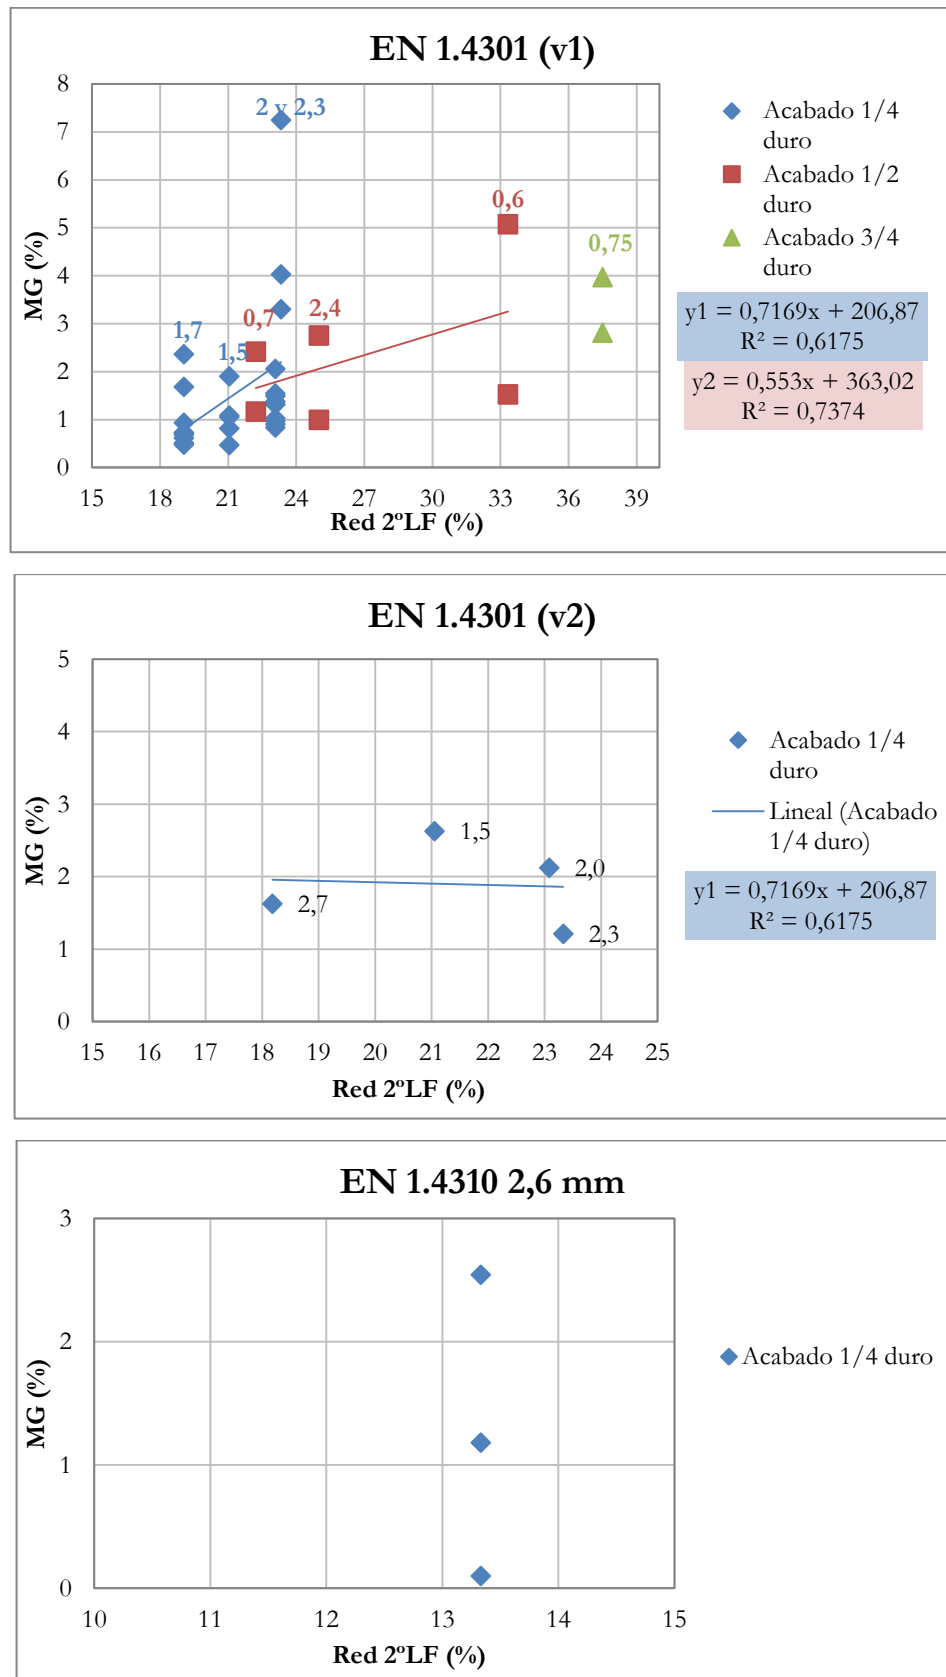 EN 1.4301 (v1)
8
7
6
5
4
3
2
1
0
MG (%)
2 y 2,3
1,7
1,5
0,7
2,4
0,6
0,75
15 18 21 24 27 30 33 36 39
Red 2ºLF (%)
Acabado 1/4
duro
Acabado 1/2
duro
Acabado 3/4
duro
y1 = 0,7169x + 206,87
R² = 0,6175
y2 = 0,553x + 363,02
R² = 0,7374
EN 1.4301 (v2)
5
4
3
2
1
0
MG (%)
1,5
2,0
2,7
2,3
15 16 17 18 19 20 21 22 23 24 25
Red 2ºLF (%)
Acabado 1/4
duro
Lineal (Acabado
1/4 duro)
y1 = 0,7169x + 206,87
R² = 0,6175
EN 1.4310 2,6 mm
3
2
1
0
MG (%)
10 11 12 13 14 15
Red 2ºLF (%)
Acabado 1/4 duro